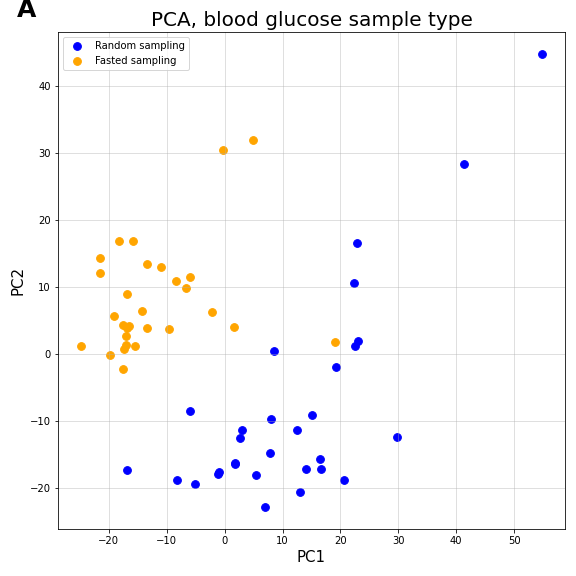 A
PCA, blood glucose sample type
Random sampling
Fasted sampling
40
30
20
10
0
−10
−20
PC2
−20 −10 0 10 20 30 40 50
PC1